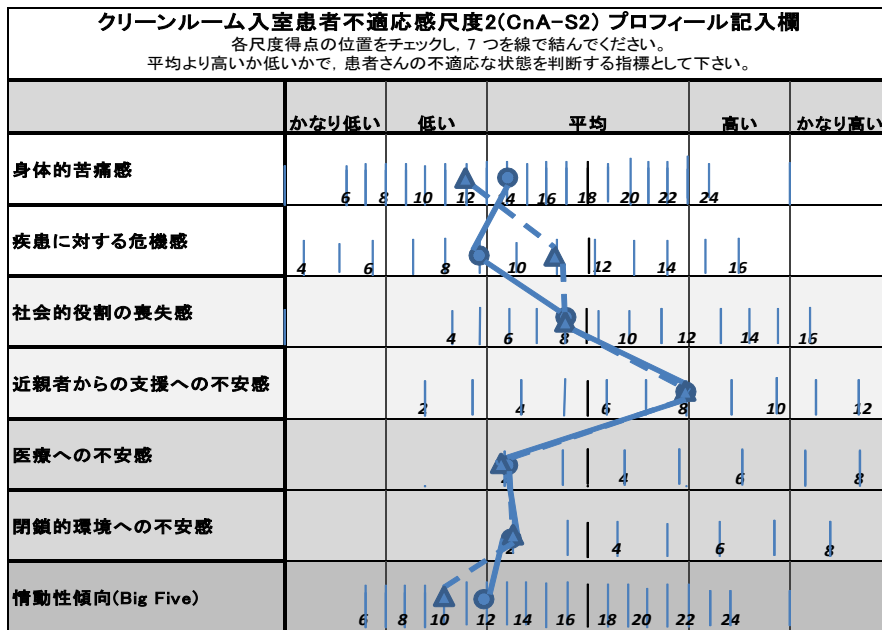 クリーンルーム入室患者不適応感尺度2(CnA-S2) プロフィール記入欄
各尺度得点の位置をチェックし, 7 つを線で結んでください。
平均より高いか低いかで, 患者さんの不適応な状態を判断する指標として下さい。
かなり低い 低い 平均 高い かなり高い
身体的苦痛感 6 8 10 12 14 16 18 20 22 24
疾患に対する危機感 4 6 8 10 12 14 16
社会的役割の喪失感 4 6 8 10 12 14 16
近親者からの支援への不安感 2 4 6 8 10 12
医療への不安感 4 6 8
閉鎖的環境への不安感 2 4 6 8
情動性傾向(Big Five) 6 8 10 12 14 16 18 20 22 24